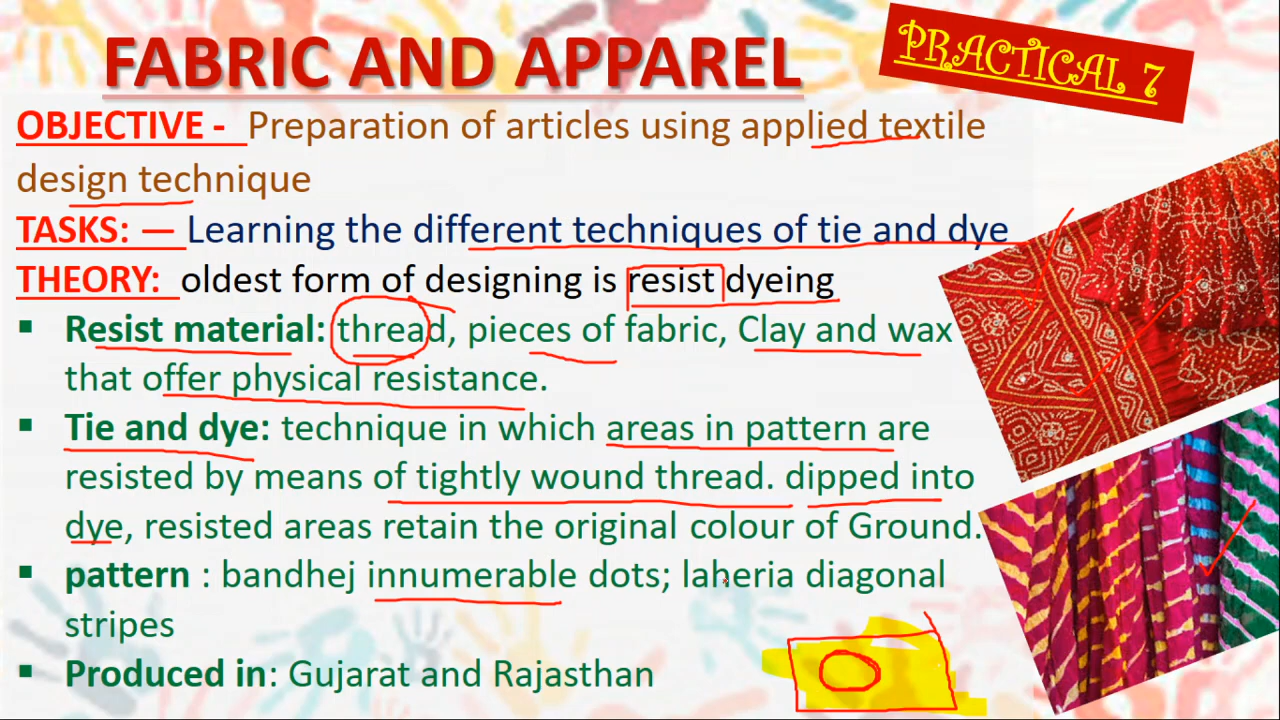 FABRIC AND APPAREL
PRACTICAL 7
OBJECTIVE - Preparation of articles using applied textile
design technique
TASKS: — Learning the different techniques of tie and dye
THEORY: oldest form of designing is resist dyeing
▪ Resist material: thread, pieces of fabric, Clay and wax
that offer physical resistance.
▪ Tie and dye: technique in which areas in pattern are
resisted by means of tightly wound thread. dipped into
dye, resisted areas retain the original colour of Ground.
▪ pattern : bandhej innumerable dots; laheria diagonal
stripes
▪ Produced in: Gujarat and Rajasthan